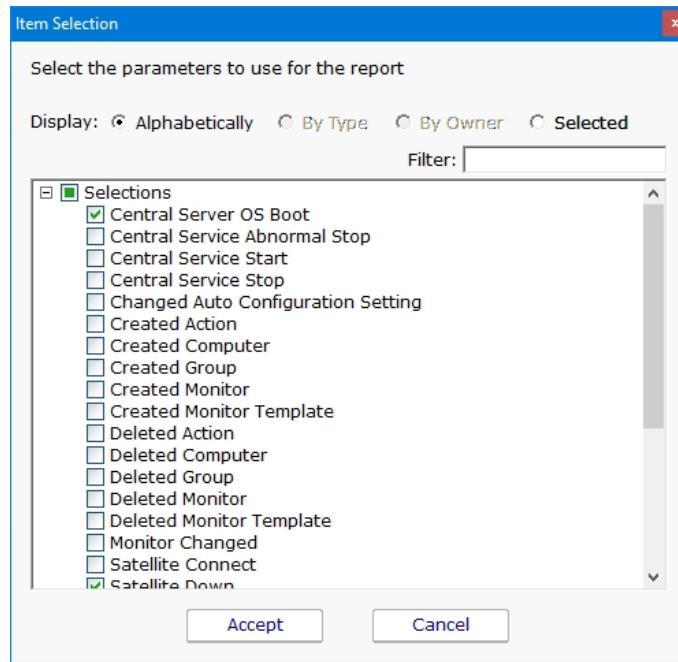 Item Selection
Select the parameters to use for the report
Display: Alphabetically By Type By Owner Selected
Filter:
Selections
Central Server OS Boot
Central Service Abnormal Stop
Central Service Start
Central Service Stop
Changed Auto Configuration Setting
Created Action
Created Computer
Created Group
Created Monitor
Created Monitor Template
Deleted Action
Deleted Computer
Deleted Group
Deleted Monitor
Deleted Monitor Template
Monitor Changed
Satellite Connect
Satellite Down
Accept Cancel